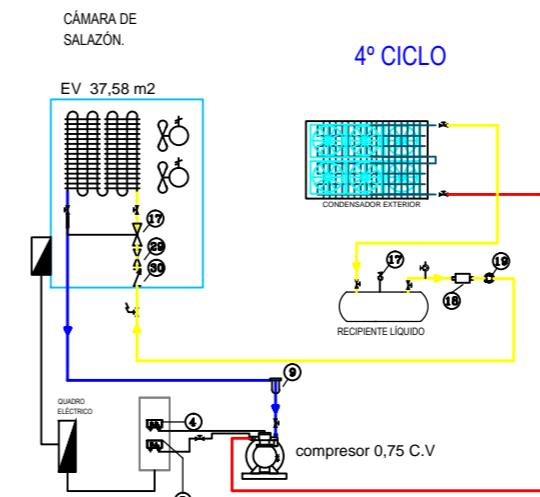 CÁMARA DE
SALAZÓN.
4º CICLO
EV 37,58 m2
CONDENSADOR EXTERIOR
17
29
30
17
19
18
RECIPIENTE LÍQUIDO
9
QUADRO
ELÉCTRICO
4
compresor 0,75 C.V